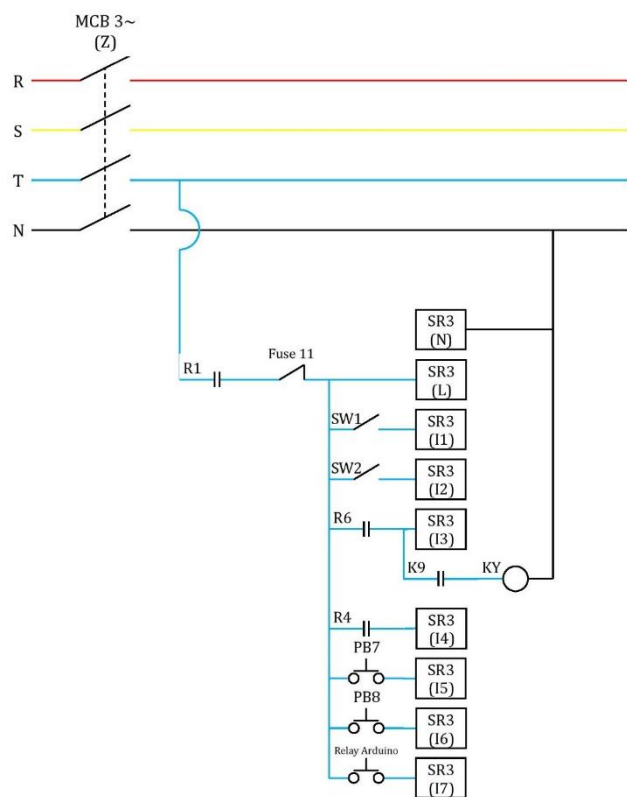 MCB 3~
(Z)
R
S
T
N
SR3
(N)
R1
Fuse 11
SR3
(L)
SW1
SR3
(I1)
SW2
SR3
(I2)
R6
SR3
(I3)
K9
KY
R4
SR3
(I4)
PB7
SR3
(I5)
PB8
SR3
(I6)
Relay Arduino
SR3
(I7)